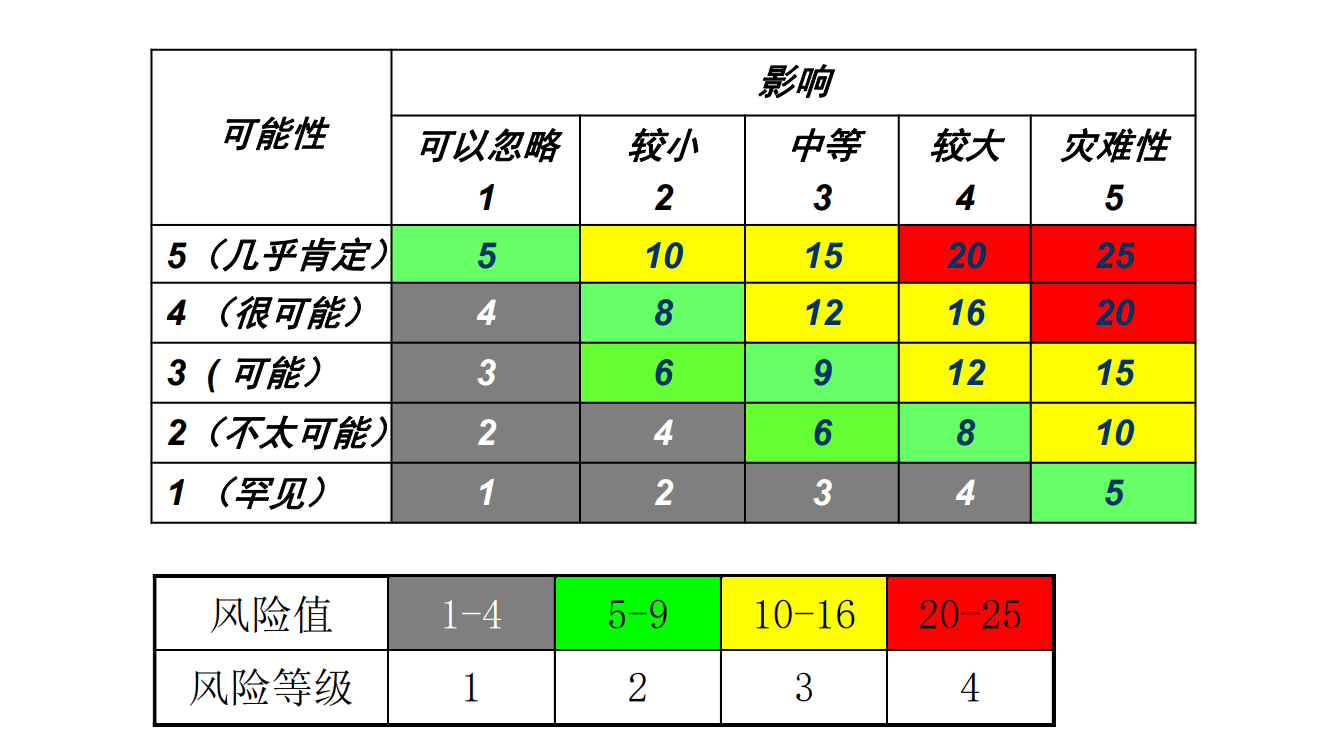 可能性 影响
可以忽略 较小 中等 较大 灾难性
1 2 3 4 5
5（几乎肯定） 5 10 15 20 25
4 （很可能） 4 8 12 16 20
3 ( 可能） 3 6 9 12 15
2（不太可能） 2 4 6 8 10
1 （罕见） 1 2 3 4 5
风险值 1-4 5-9 10-16 20-25
风险等级 1 2 3 4